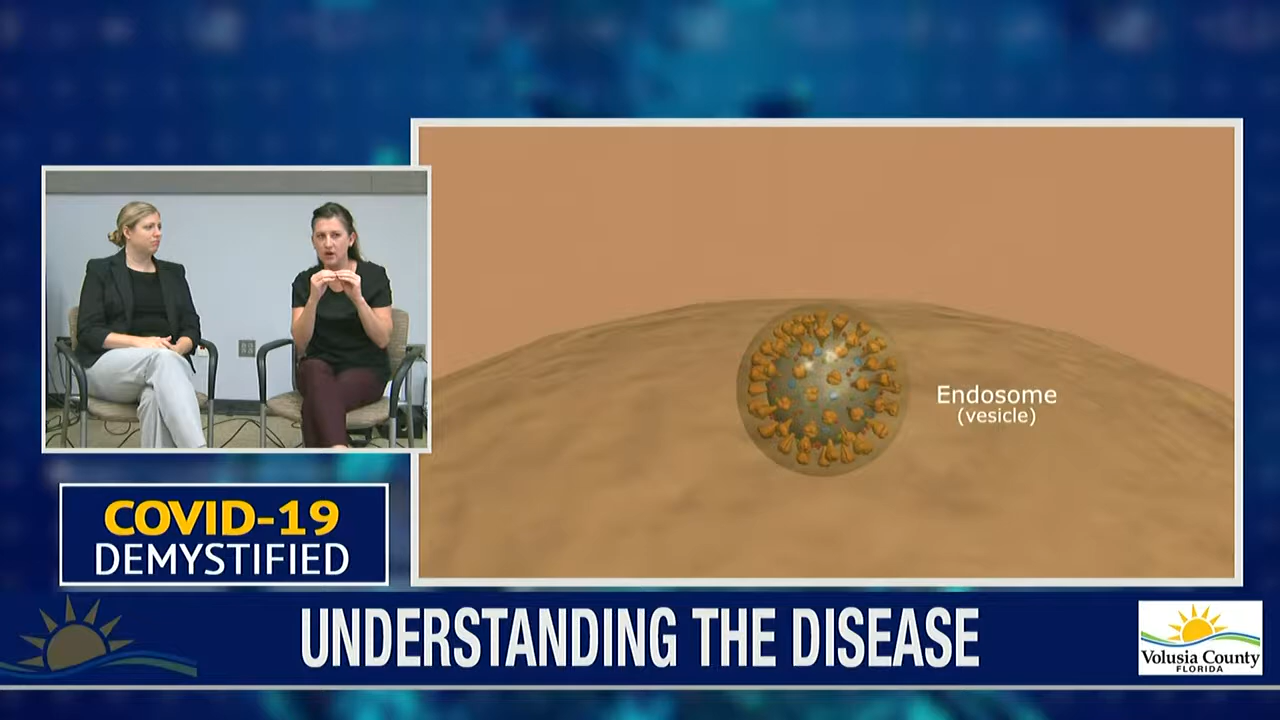 Endosome
(vesicle)
COVID-19
DEMYSTIFIED
UNDERSTANDING THE DISEASE
Volusia County
FLORIDA